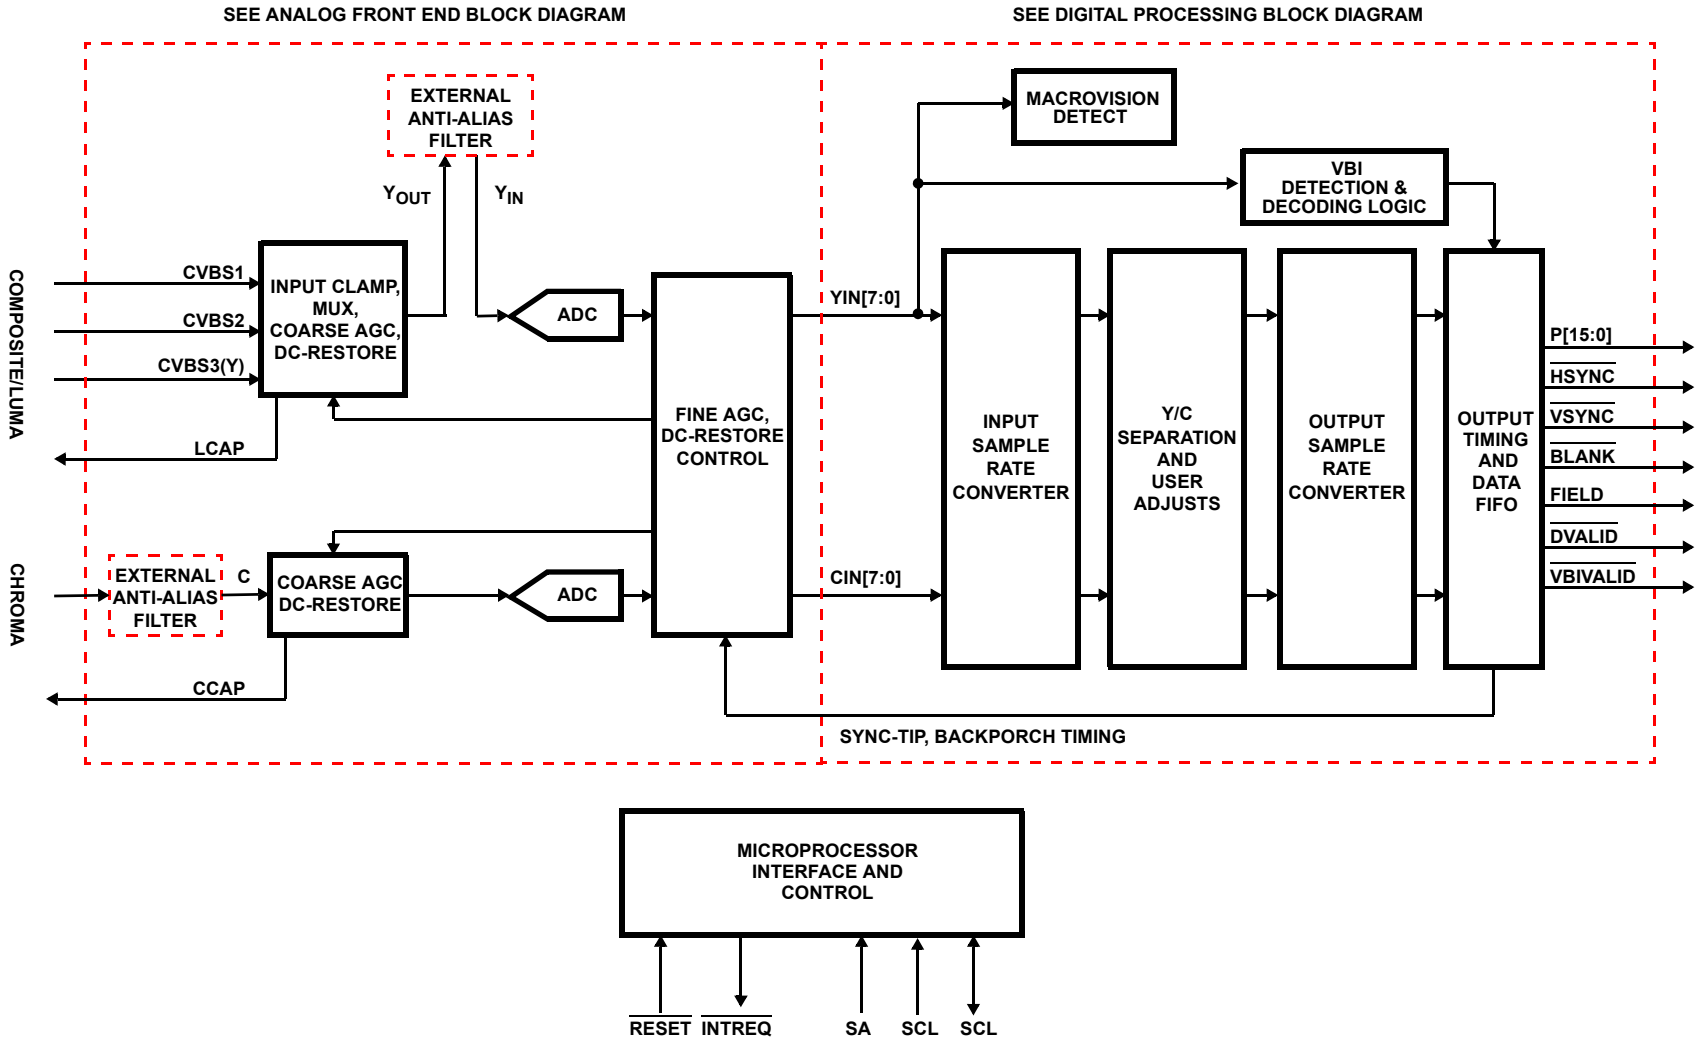 SEE ANALOG FRONT END BLOCK DIAGRAM
SEE DIGITAL PROCESSING BLOCK DIAGRAM
EXTERNAL
ANTI-ALIAS
FILTER
YOUT
YIN
MACROVISION
DETECT
VBI
DETECTION &
DECODING LOGIC
COMPOSITE/LUMA
CVBS1
CVBS2
CVBS3(Y)
LCAP
INPUT CLAMP,
MUX,
COARSE AGC,
DC-RESTORE
ADC
FINE AGC,
DC-RESTORE
CONTROL
YIN[7:0]
CIN[7:0]
INPUT
SAMPLE
RATE
CONVERTER
Y/C
SEPARATION
AND
USER
ADJUSTS
OUTPUT
SAMPLE
RATE
CONVERTER
OUTPUT
TIMING
AND
DATA
FIFO
P[15:0]
HSYNC
VSYNC
BLANK
FIELD
DVALID
VBIVALID
CHROMA
EXTERNAL
ANTI-ALIAS
FILTER
C
COARSE AGC
DC-RESTORE
ADC
CCAP
SYNC-TIP, BACKPORCH TIMING
MICROPROCESSOR
INTERFACE AND
CONTROL
RESET
INTREQ
SA
SCL
SCL